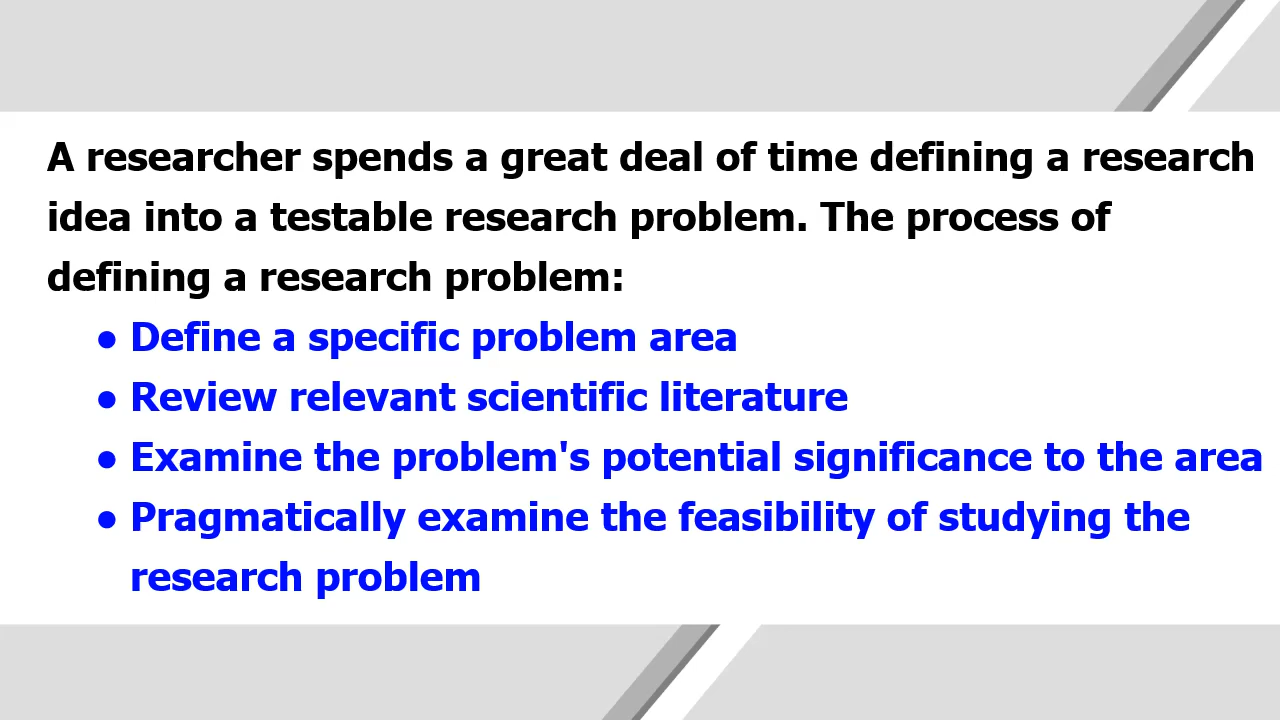 A researcher spends a great deal of time defining a research
idea into a testable research problem. The process of
defining a research problem:
● Define a specific problem area
● Review relevant scientific literature
● Examine the problem's potential significance to the area
● Pragmatically examine the feasibility of studying the
research problem